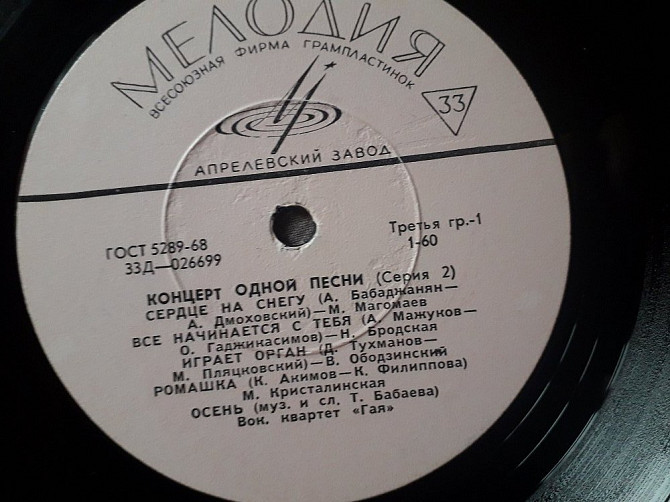 МЕЛОДИЯ
ВСЕСОЮЗНАЯ ФИРМА ГРАМПЛАСТИНОК
33
АПРЕЛЕВСКИЙ ЗАВОД
ГОСТ 5289-68
33Д—026699
Третья гр.-1
1-60
КОНЦЕРТ ОДНОЙ ПЕСНИ (Серия 2)
СЕРДЦЕ НА СНЕГУ (А. Бабаджанян—
А. Дмоховский)—М. Магомаев
ВСЕ НАЧИНАЕТСЯ С ТЕБЯ (А. Мажуков—
О. Гаджикасимов)—Н. Бродская
ИГРАЕТ ОРГАН (Д. Тухманов—
М. Пляцковский)—В. Ободзинский
РОМАШКА (К. Акимов—К. Филиппова)
М. Кристалинская
ОСЕНЬ (муз. и сл. Т. Бабаева)
Вок. квартет «Гая»